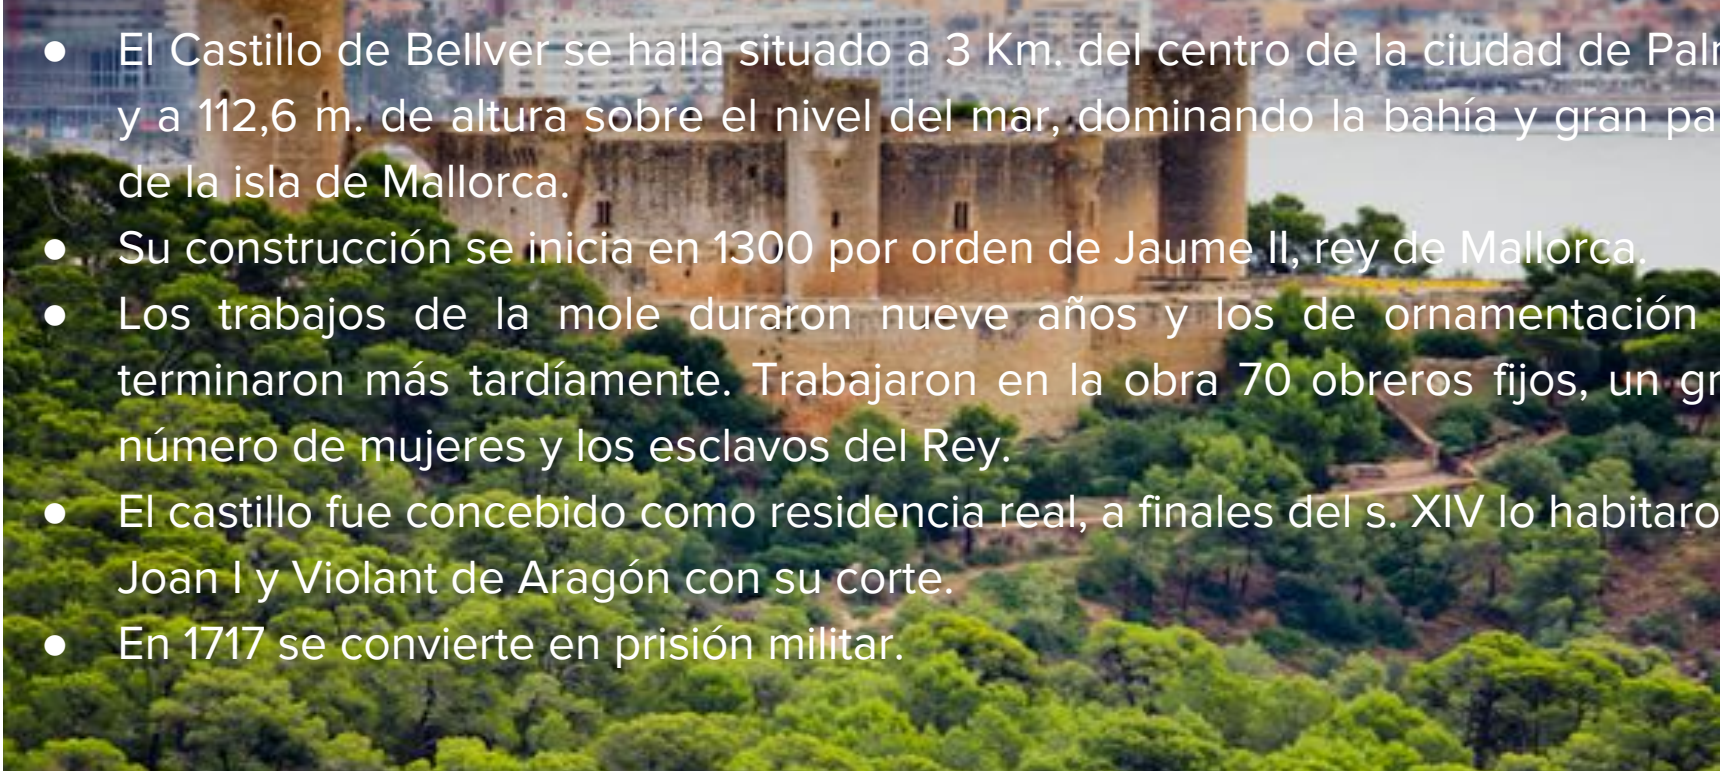 ● El Castillo de Bellver se halla situado a 3 Km. del centro de la ciudad de
y a 112,6 m. de altura sobre el nivel del mar, dominando la bahía y gran
de la isla de Mallorca.
● Su construcción se inicia en 1300 por orden de Jaume II, rey de Mallorca.
● Los trabajos de la mole duraron nueve años y los de ornamentación
terminaron más tardíamente. Trabajaron en la obra 70 obreros fijos, un
número de mujeres y los esclavos del Rey.
● El castillo fue concebido como residencia real, a finales del s. XIV lo
Joan I y Violant de Aragón con su corte.
● En 1717 se convierte en prisión militar.